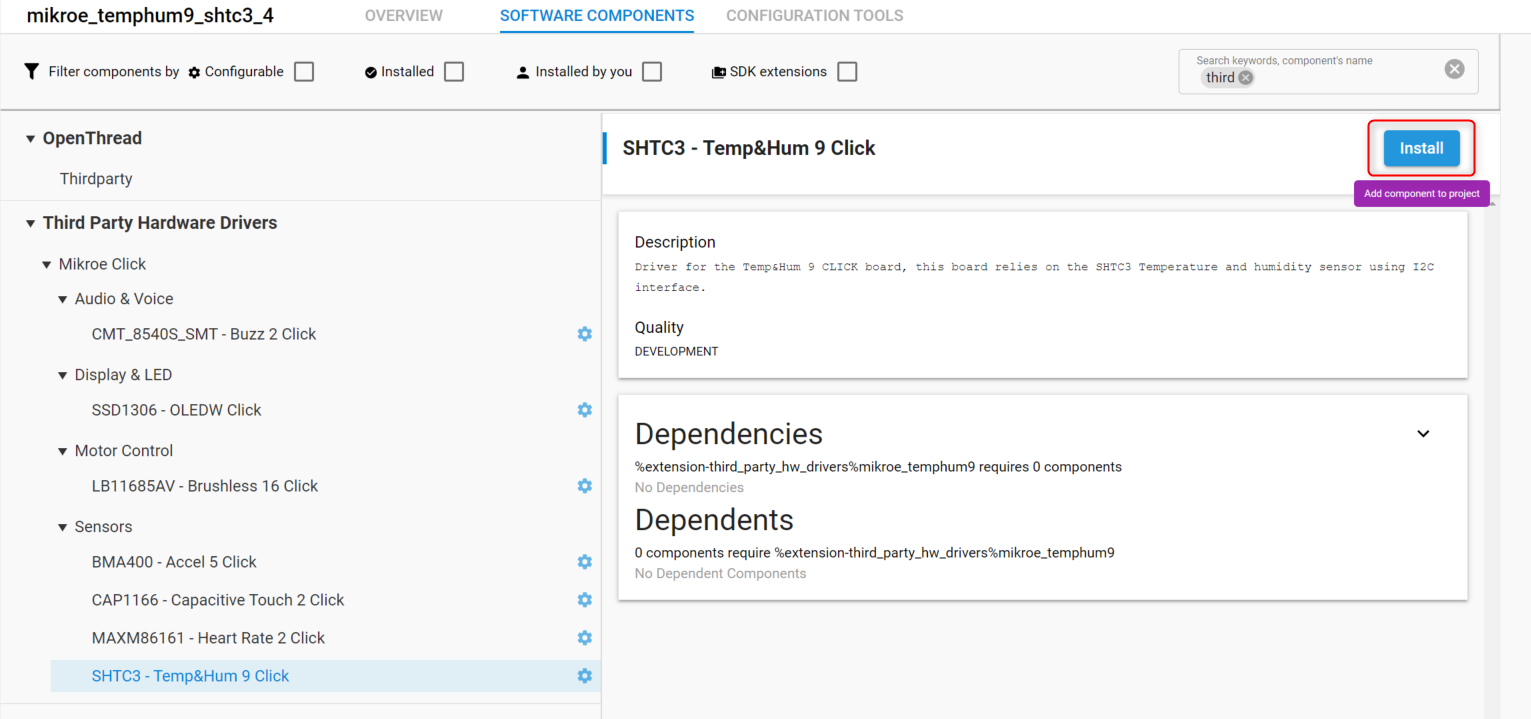 mikroe_temphum9_shtc3_4
OVERVIEW
SOFTWARE COMPONENTS
CONFIGURATION TOOLS
Filter components by
Configurable
Installed
Installed by you
SDK extensions
Search keywords, component's name
third
OpenThread
Thirdparty
Third Party Hardware Drivers
Mikroe Click
Audio & Voice
CMT_8540S_SMT - Buzz 2 Click
Display & LED
SSD1306 - OLEDW Click
Motor Control
LB11685AV - Brushless 16 Click
Sensors
BMA400 - Accel 5 Click
CAP1166 - Capacitive Touch 2 Click
MAXM86161 - Heart Rate 2 Click
SHTC3 - Temp&Hum 9 Click
SHTC3 - Temp&Hum 9 Click
Install
Add component to project
Description
Driver for the Temp&Hum 9 CLICK board, this board relies on the SHTC3 Temperature and humidity sensor using I2C
interface.
Quality
DEVELOPMENT
Dependencies
%extension-third_party_hw_drivers%mikroe_temphum9 requires 0 components
No Dependencies
Dependents
0 components require %extension-third_party_hw_drivers%mikroe_temphum9
No Dependent Components